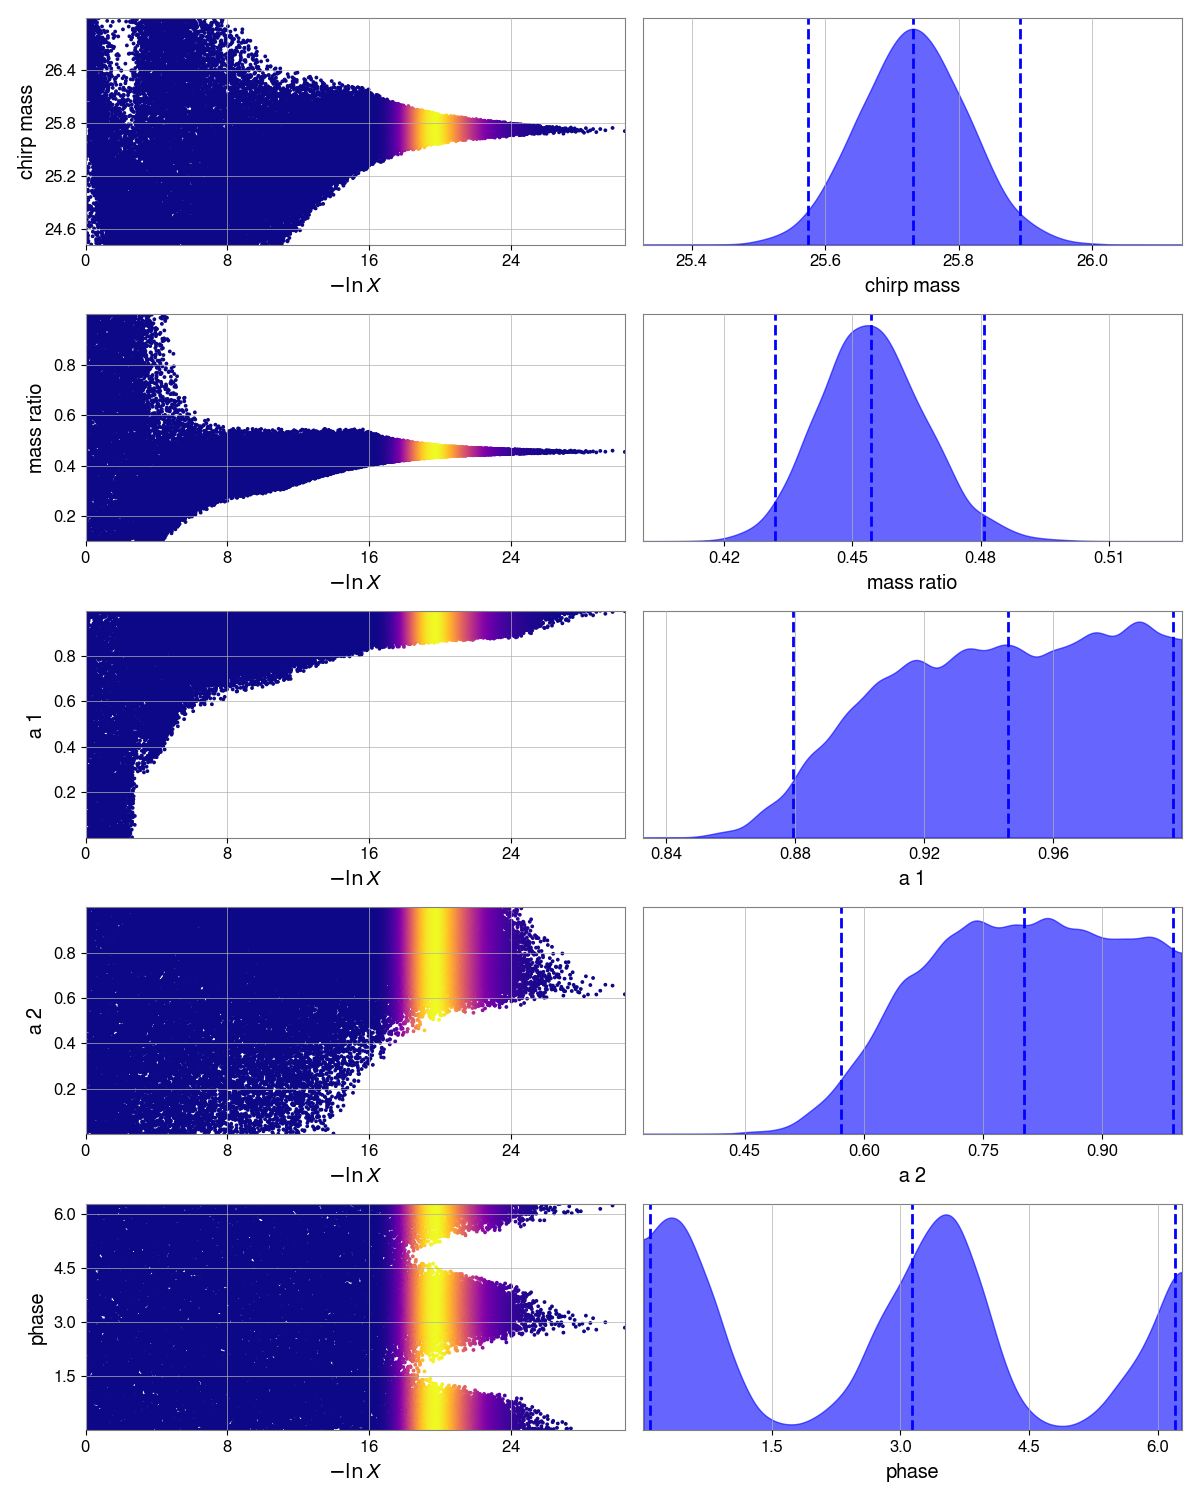 26.4
25.8
25.2
24.6
chirp mass
0 8 16 24
−ln X
25.4 25.6 25.8 26.0
chirp mass
0.8
0.6
0.4
0.2
mass ratio
0 8 16 24
−ln X
0.42 0.45 0.48 0.51
mass ratio
0.8
0.6
0.4
0.2
a 1
0 8 16 24
−ln X
0.84 0.88 0.92 0.96
a 1
0.8
0.6
0.4
0.2
a 2
0 8 16 24
−ln X
0.45 0.60 0.75 0.90
a 2
6.0
4.5
3.0
1.5
phase
0 8 16 24
−ln X
1.5 3.0 4.5 6.0
phase